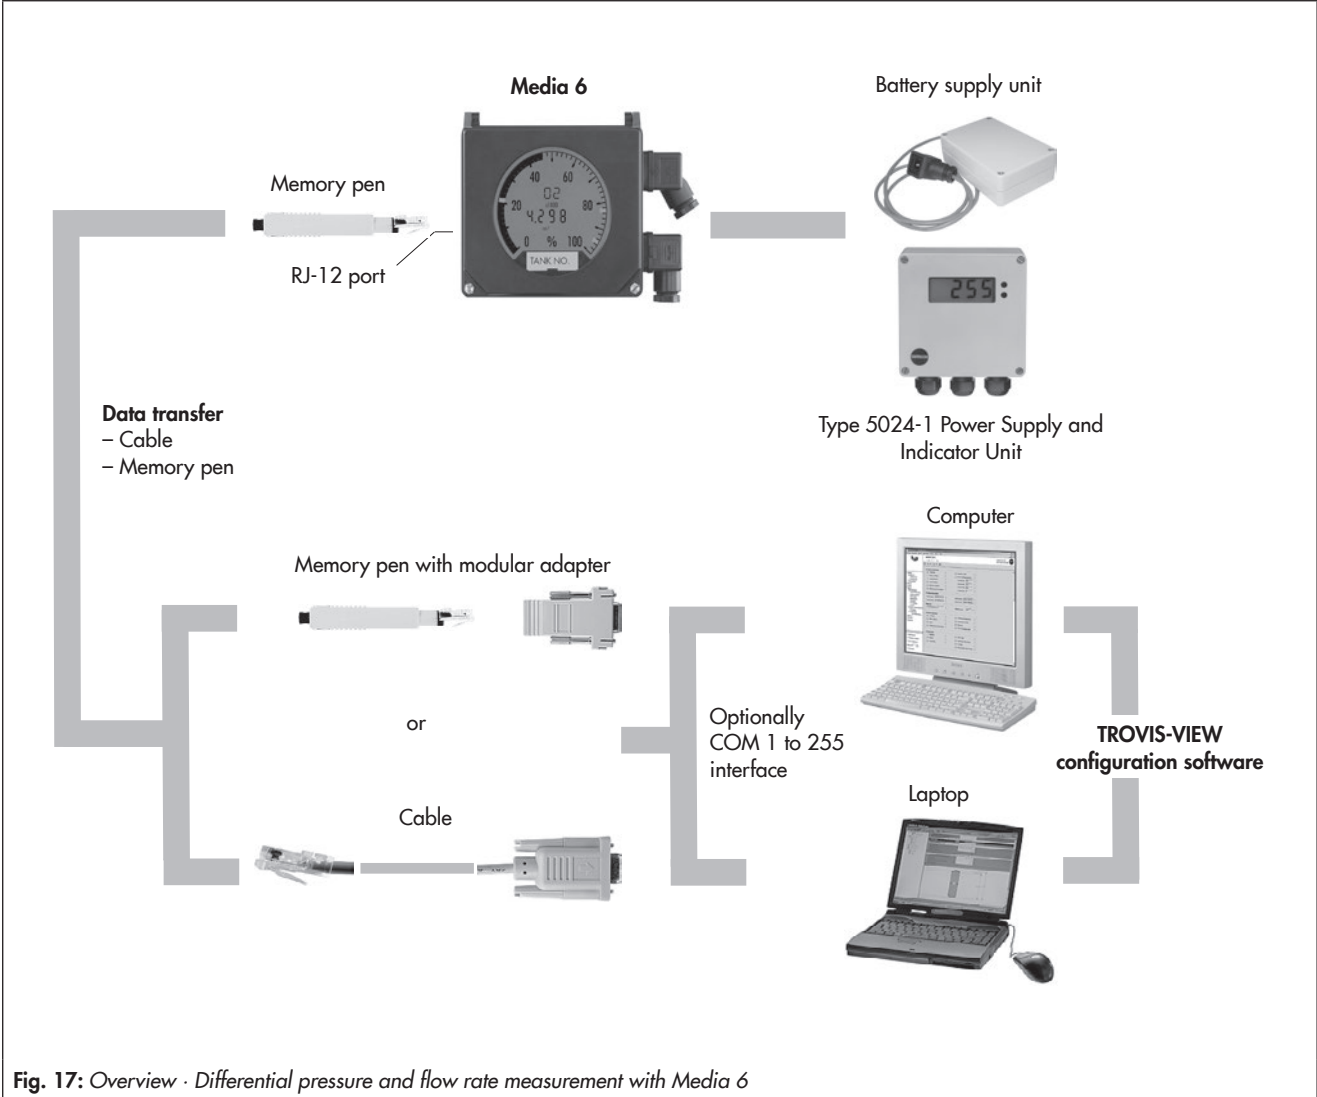 Media 6
Battery supply unit
Memory pen
RJ-12 port
0
20
40
60
80
100
%
O2
4.298
TANK NO.
255
Type 5024-1 Power Supply and
Indicator Unit
Data transfer
– Cable
– Memory pen
Computer
Memory pen with modular adapter
or
Optionally
COM 1 to 255
interface
TROVIS-VIEW
configuration software
Laptop
Cable
Fig. 17: Overview · Differential pressure and flow rate measurement with Media 6